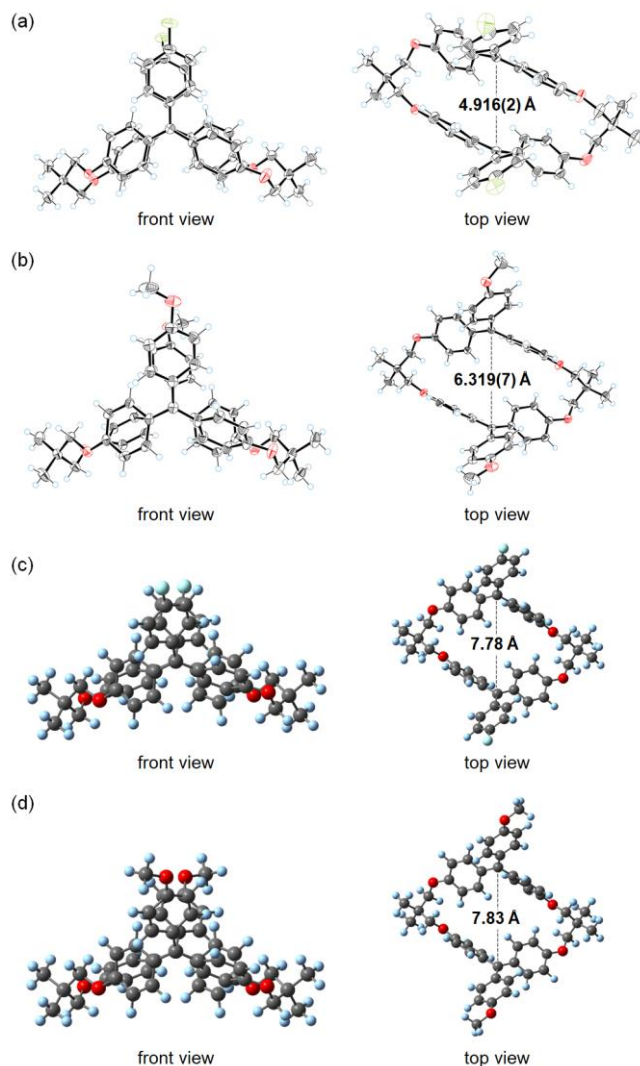 (a)
4.916(2) Å
front view
top view
(b)
6.319(7) Å
front view
top view
(c)
7.78 Å
front view
top view
(d)
7.83 Å
front view
top view